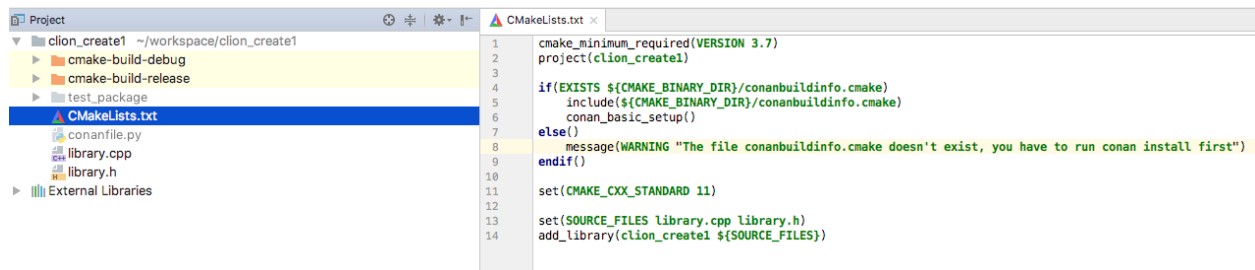 Project
clion_create1 ~/workspace/clion_create1
cmake-build-debug
cmake-build-release
test_package
CMakeLists.txt
conanfile.py
library.cpp
library.h
External Libraries
CMakeLists.txt
1 cmake_minimum_required(VERSION 3.7)
2 project(clion_create1)
3
4 if(EXISTS ${CMAKE_BINARY_DIR}/conanbuildinfo.cmake)
5 include(${CMAKE_BINARY_DIR}/conanbuildinfo.cmake)
6 conan_basic_setup()
7 else()
8 message(WARNING "The file conanbuildinfo.cmake doesn't exist, you have to run conan install first")
9 endif()
10
11 set(CMAKE_CXX_STANDARD 11)
12
13 set(SOURCE_FILES library.cpp library.h)
14 add_library(clion_create1 ${SOURCE_FILES})